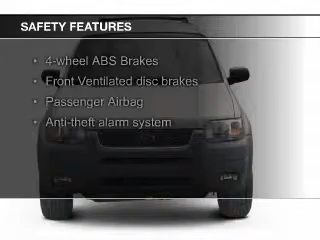 SAFETY FEATURES
• 4-wheel ABS Brakes
• Front Ventilated disc brakes
• Passenger Airbag
• Anti-theft alarm system